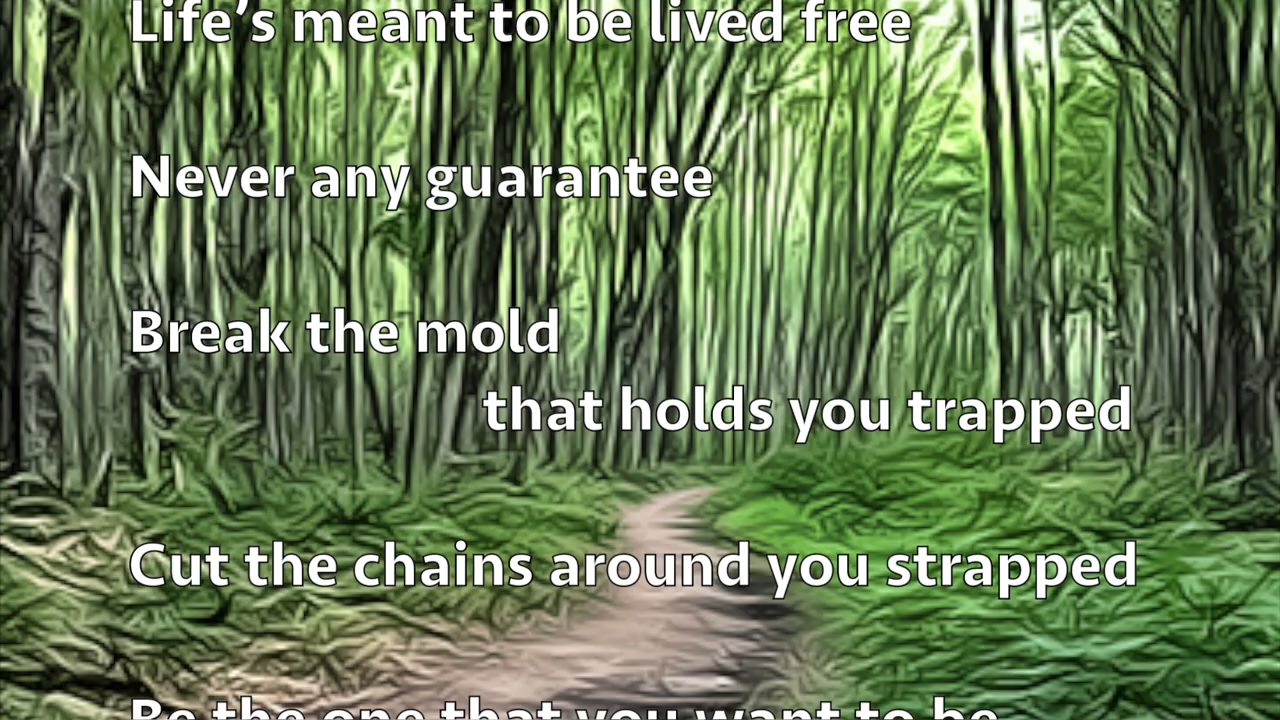 Life’s meant to be lived free
Never any guarantee
Break the mold
that holds you trapped
Cut the chains around you strapped
Be the one that you want to be